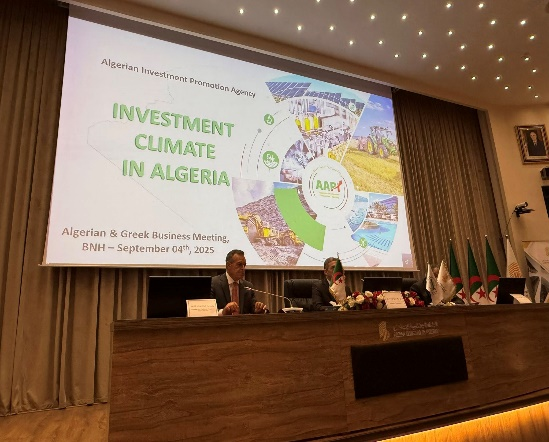 Algerian Investment Promotion Agency
INVESTMENT
CLIMATE
IN ALGERIA
AAPI
Algerian & Greek Business Meeting,
BNH – September 04th, 2025